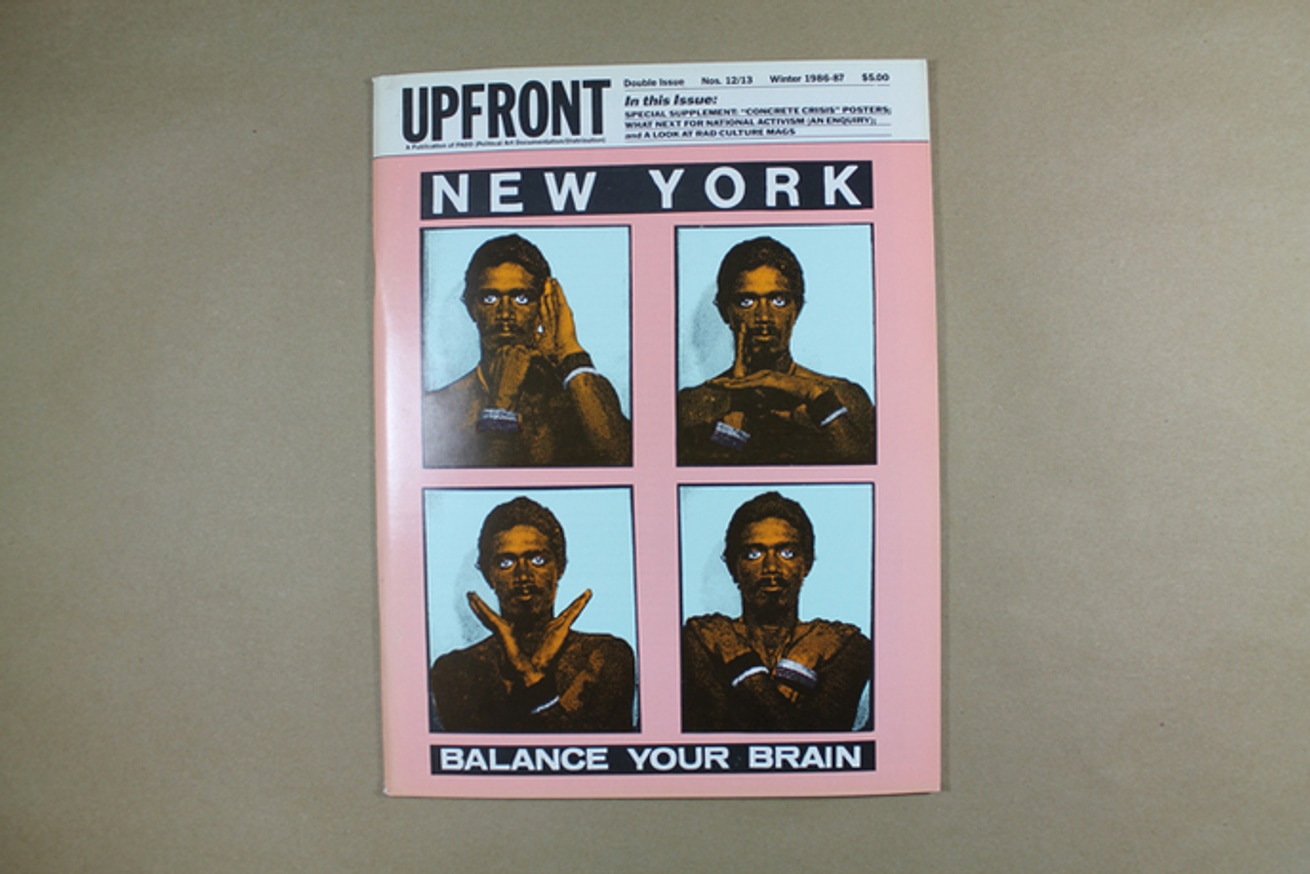 UPFRONT
A Publication of PADD (Political Art Documentation/Distribution)
Double Issue Nos. 12/13 Winter 1986-87 $5.00
In this Issue:
SPECIAL SUPPLEMENT: "CONCRETE CRISIS" POSTERS;
WHAT NEXT FOR NATIONAL ACTIVISM (AN ENQUIRY);
and A LOOK AT RAD CULTURE MAGS
NEW YORK
BALANCE YOUR BRAIN